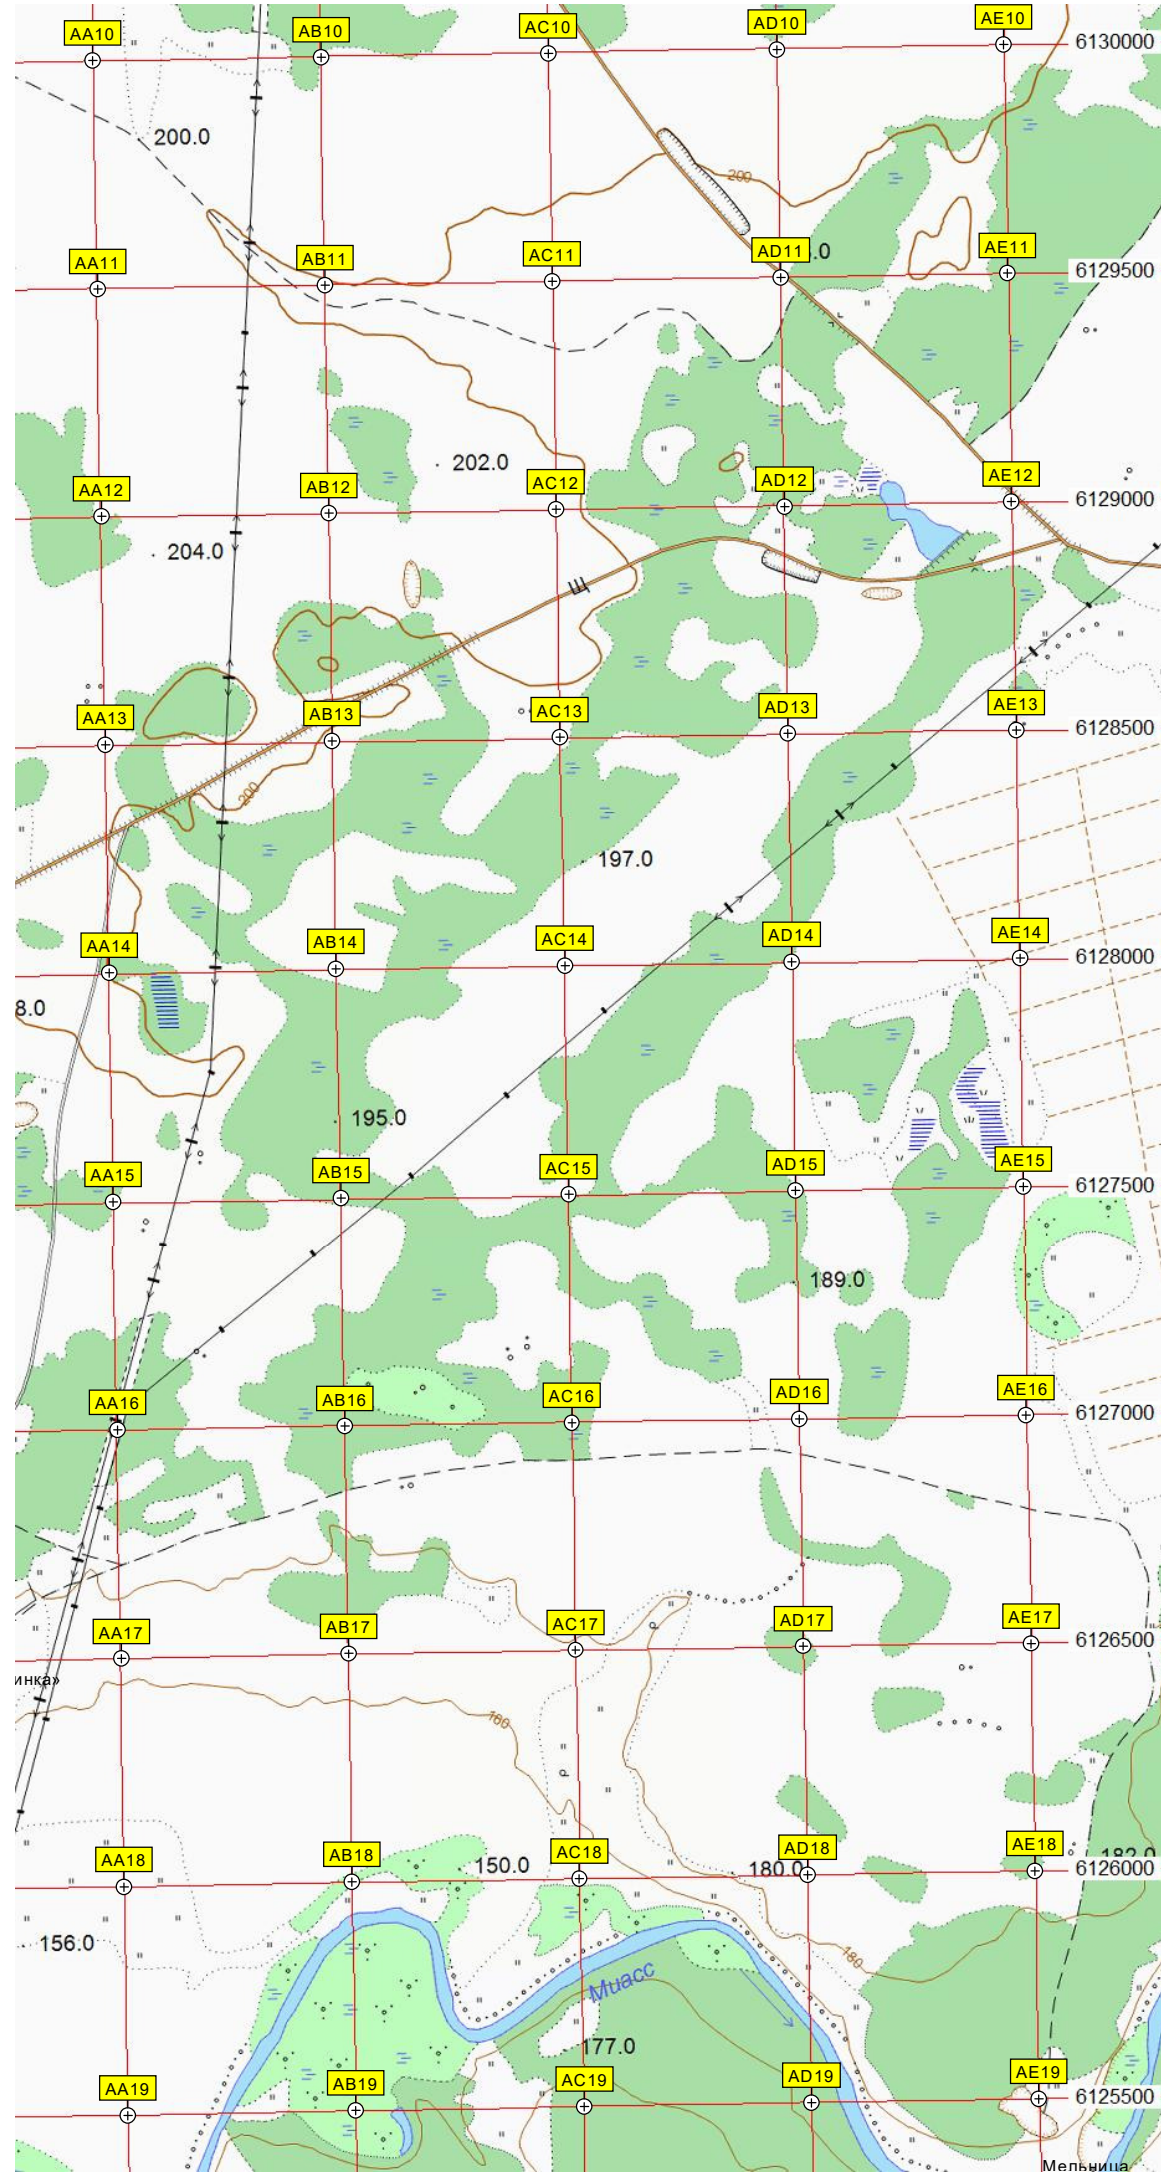 AA10 AB10 AC10 AD10 AE10 6130000
200.0
200
AA11 AB11 AC11 AD11 .0 AE11 6129500
202.0
AA12 AB12 AC12 AD12 AE12 6129000
204.0
AA13 AB13 AC13 AD13 AE13 6128500
200
197.0
AA14 AB14 AC14 AD14 AE14 6128000
8.0
195.0
AA15 AB15 AC15 AD15 AE15 6127500
189.0
AA16 AB16 AC16 AD16 AE16 6127000
AA17 AB17 AC17 AD17 AE17 6126500
инка»
160
AA18 AB18 150.0 AC18 180.0 AD18 AE18 182.0 6126000
156.0
180
Миасс
177.0
AA19 AB19 AC19 AD19 AE19 6125500
Мельница